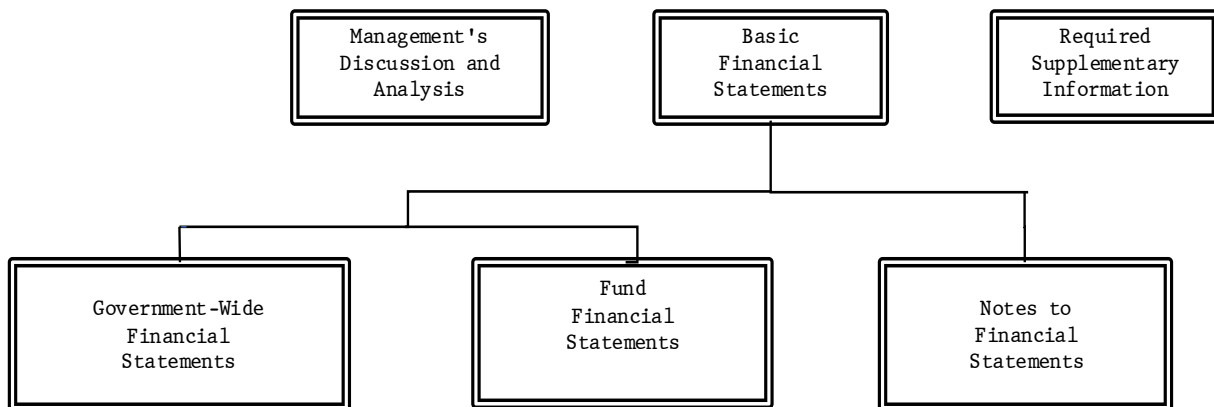 Management's
Discussion and
Analysis
Basic
Financial
Statements
Required
Supplementary
Information
Government-Wide
Financial
Statements
Fund
Financial
Statements
Notes to
Financial
Statements